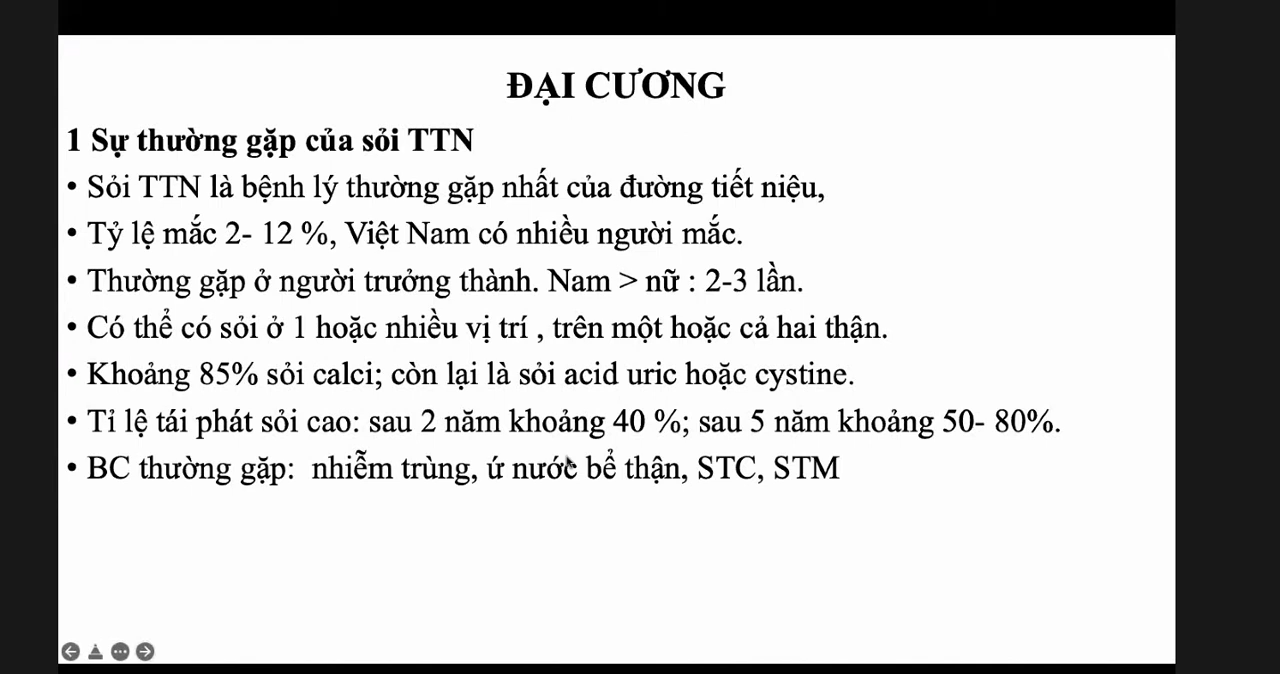 ĐẠI CƯƠNG
1 Sự thường gặp của sỏi TTN
• Sỏi TTN là bệnh lý thường gặp nhất của đường tiết niệu,
• Tỷ lệ mắc 2- 12 %, Việt Nam có nhiều người mắc.
• Thường gặp ở người trưởng thành. Nam > nữ : 2-3 lần.
• Có thể có sỏi ở 1 hoặc nhiều vị trí , trên một hoặc cả hai thận.
• Khoảng 85% sỏi calci; còn lại là sỏi acid uric hoặc cystine.
• Tỉ lệ tái phát sỏi cao: sau 2 năm khoảng 40 %; sau 5 năm khoảng 50- 80%.
• BC thường gặp:  nhiễm trùng, ứ nước bể thận, STC, STM